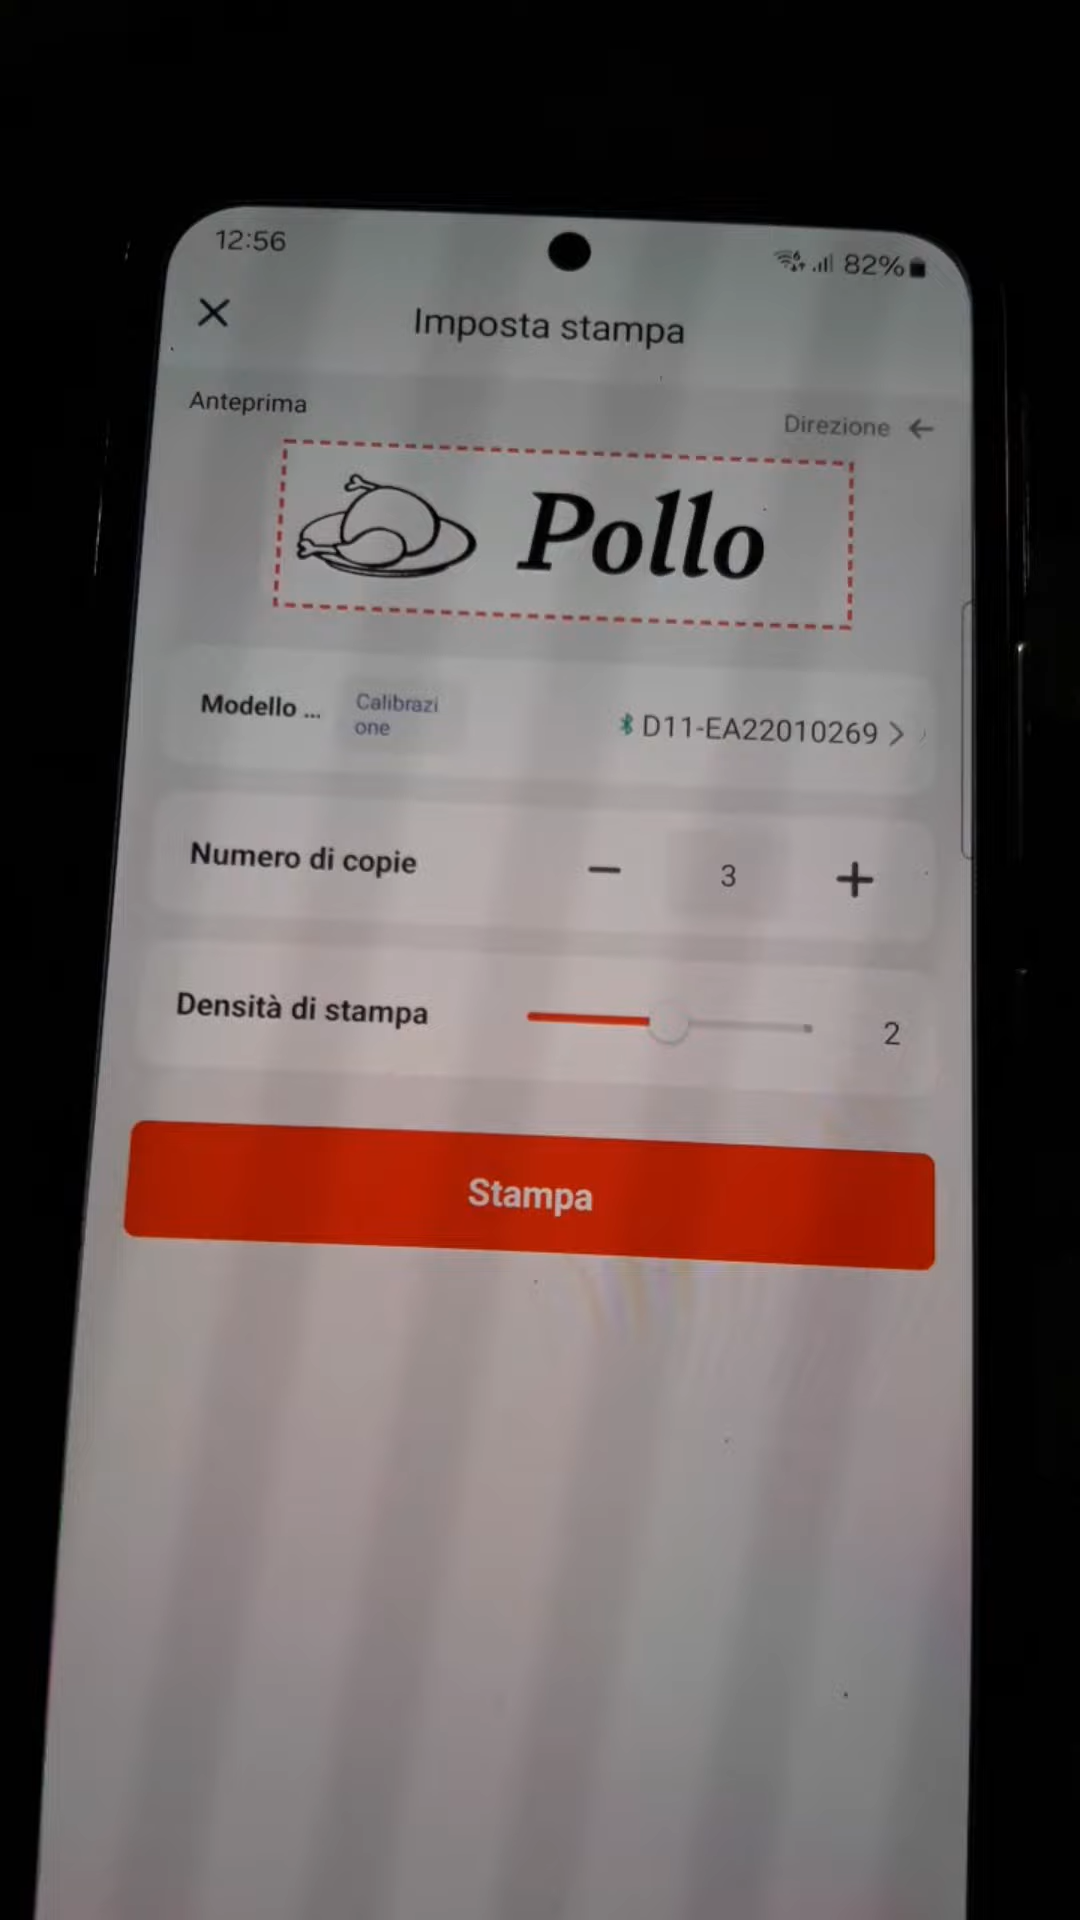 12:56
82%
Imposta stampa
Anteprima
Direzione
Pollo
Modello ...
Calibrazi
one
D11-EA22010269
Numero di copie
3
Densità di stampa
2
Stampa